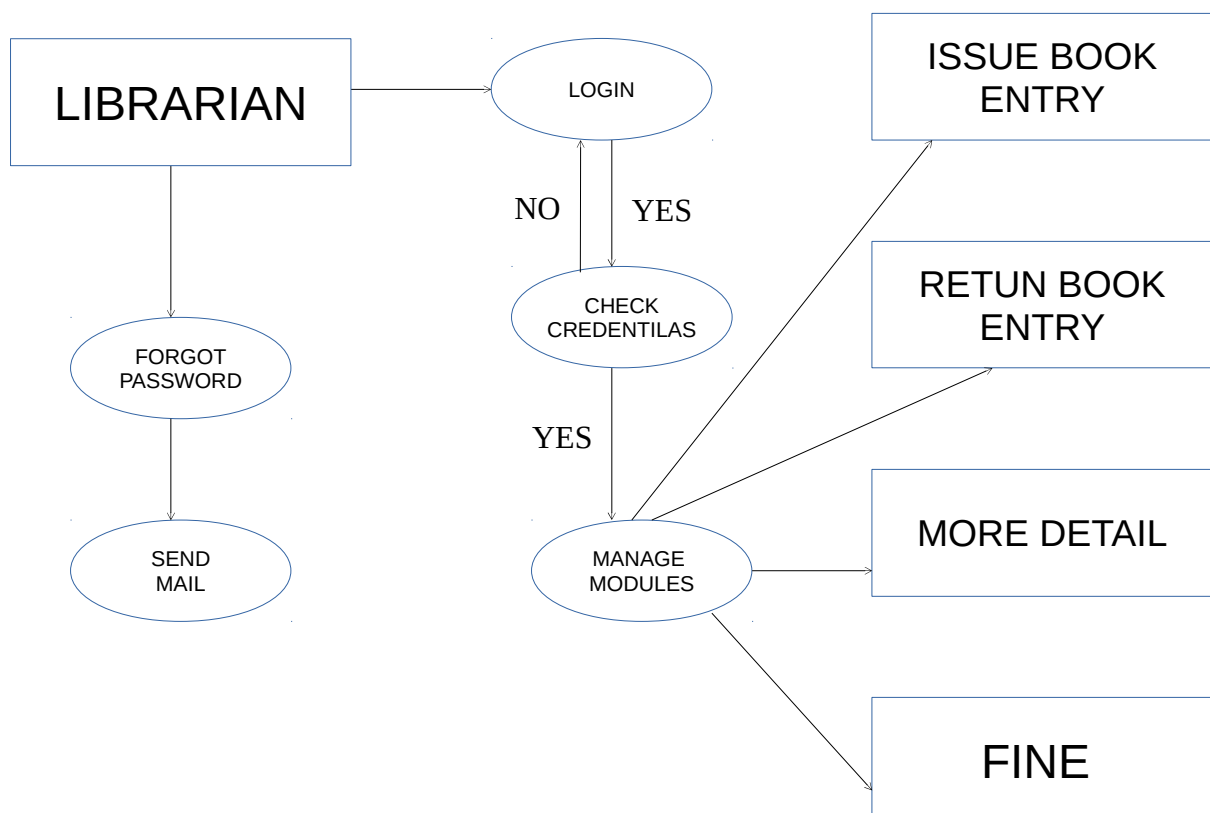 LIBRARIAN
LOGIN
ISSUE BOOK
ENTRY
NO
YES
RETUN BOOK
ENTRY
CHECK
CREDENTILAS
FORGOT
PASSWORD
YES
MORE DETAIL
SEND
MAIL
MANAGE
MODULES
FINE